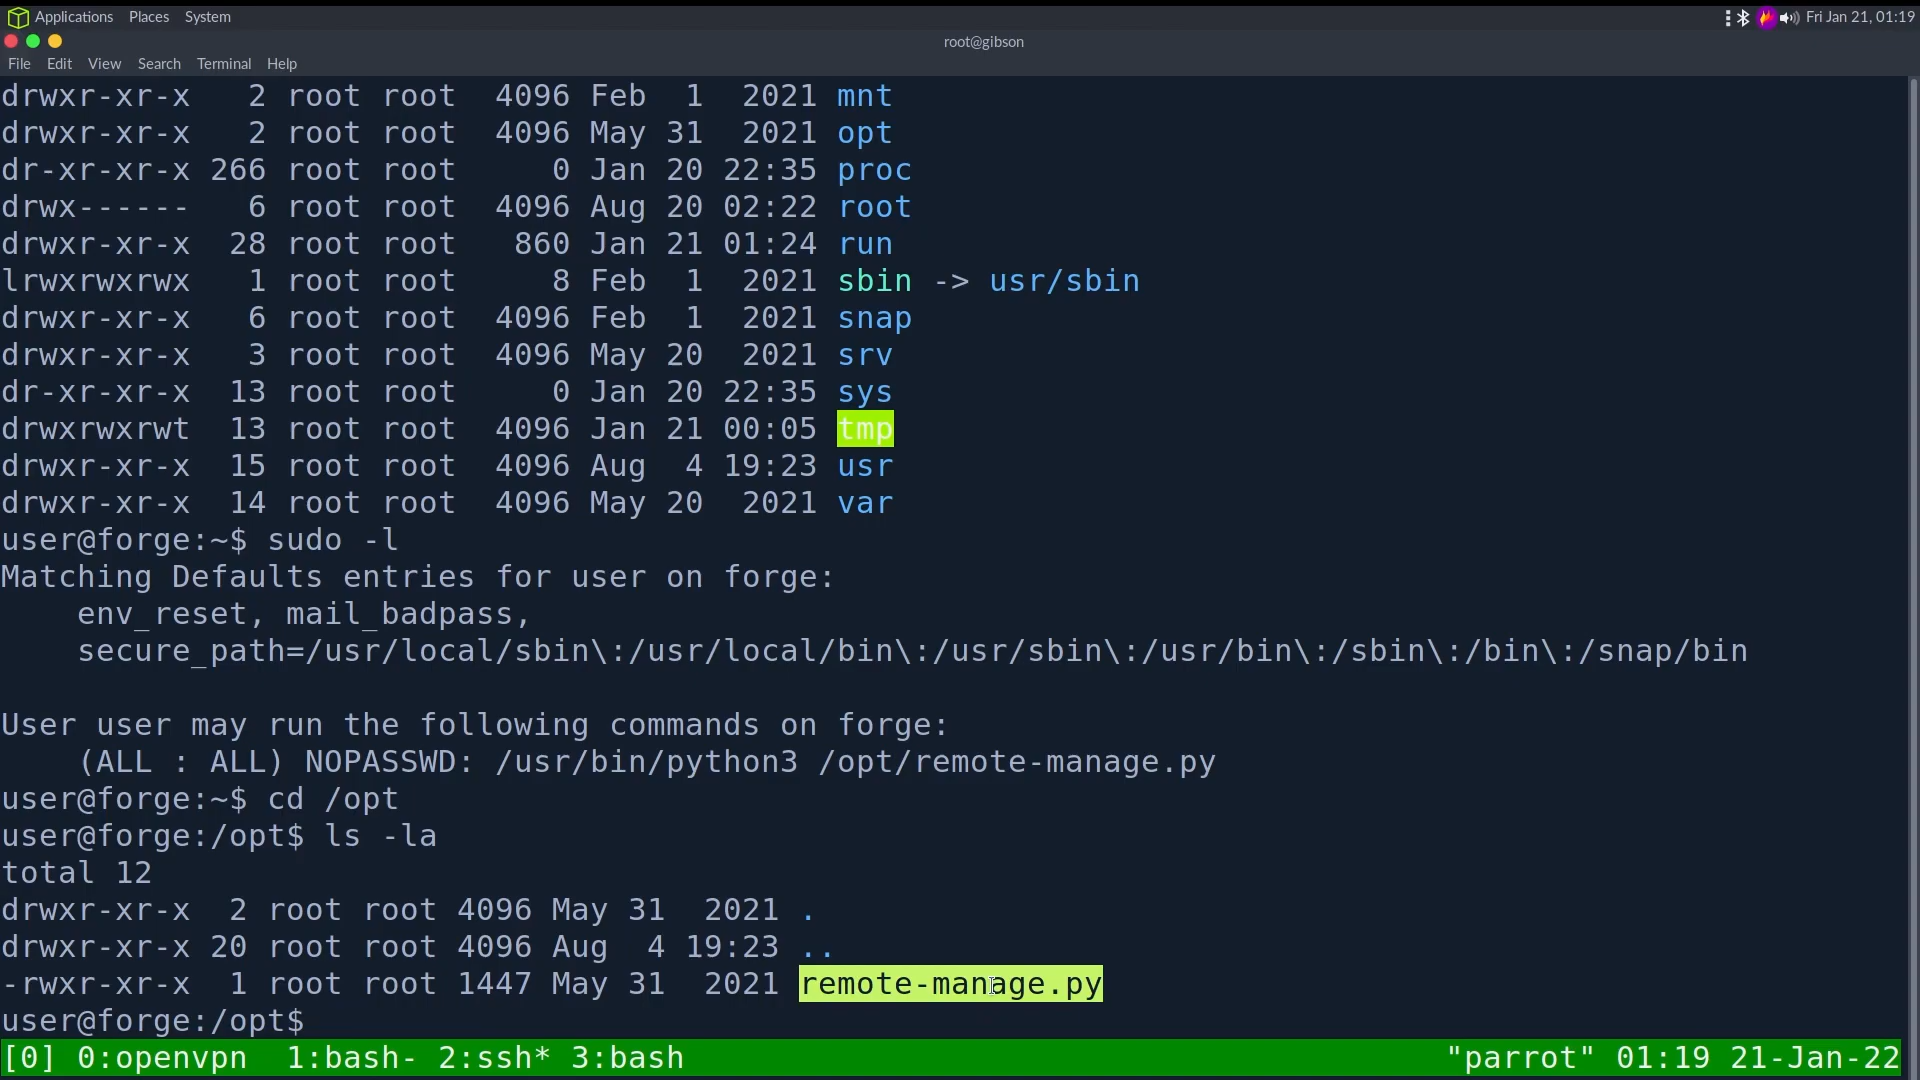 Applications Places System Fri Jan 21, 01:19
root@gibson
File Edit View Search Terminal Help
drwxr-xr-x   2 root root  4096 Feb  1  2021 mnt
drwxr-xr-x   2 root root  4096 May 31  2021 opt
dr-xr-xr-x 266 root root     0 Jan 20 22:35 proc
drwx------   6 root root  4096 Aug 20 02:22 root
drwxr-xr-x  28 root root   860 Jan 21 01:24 run
lrwxrwxrwx   1 root root     8 Feb  1  2021 sbin -> usr/sbin
drwxr-xr-x   6 root root  4096 Feb  1  2021 snap
drwxr-xr-x   3 root root  4096 May 20  2021 srv
dr-xr-xr-x  13 root root     0 Jan 20 22:35 sys
drwxrwxrwt  13 root root  4096 Jan 21 00:05 tmp
drwxr-xr-x  15 root root  4096 Aug  4 19:23 usr
drwxr-xr-x  14 root root  4096 May 20  2021 var
user@forge:~$ sudo -l
Matching Defaults entries for user on forge:
    env_reset, mail_badpass,
    secure_path=/usr/local/sbin\:/usr/local/bin\:/usr/sbin\:/usr/bin\:/sbin\:/bin\:/snap/bin
User user may run the following commands on forge:
    (ALL : ALL) NOPASSWD: /usr/bin/python3 /opt/remote-manage.py
user@forge:~$ cd /opt
user@forge:/opt$ ls -la
total 12
drwxr-xr-x  2 root root 4096 May 31  2021 .
drwxr-xr-x 20 root root 4096 Aug  4 19:23 ..
-rwxr-xr-x  1 root root 1447 May 31  2021 remote-manage.py
user@forge:/opt$
[0] 0:openvpn  1:bash- 2:ssh* 3:bash "parrot" 01:19 21-Jan-22